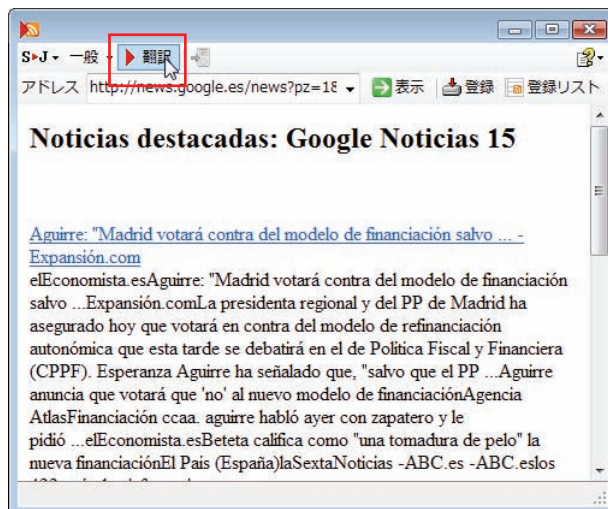 S▶J 一般 翻訳
アドレス http://news.google.es/news?pz=1& 表示 登録 登録リスト
Noticias destacadas: Google Noticias 15
Aguirre: "Madrid votará contra del modelo de financiación salvo ... -
Expansión.com
elEconomista.esAguirre: "Madrid votará contra del modelo de financiación
salvo ...Expansión.comLa presidenta regional y del PP de Madrid ha
asegurado hoy que votará en contra del modelo de refinanciación
autonómica que esta tarde se debatirá en el de Política Fiscal y Financiera
(CPPF). Esperanza Aguirre ha señalado que, "salvo que el PP ...Aguirre
anuncia que votará que 'no' al nuevo modelo de financiaciónAgencia
AtlasFinanciación ccaa. aguirre habló ayer con zapatero y le
pidió ...elEconomista.esBeteta califica como "una tomadura de pelo" la
nueva financiaciónEl País (España)laSextaNoticias -ABC.es -ABC.eslos